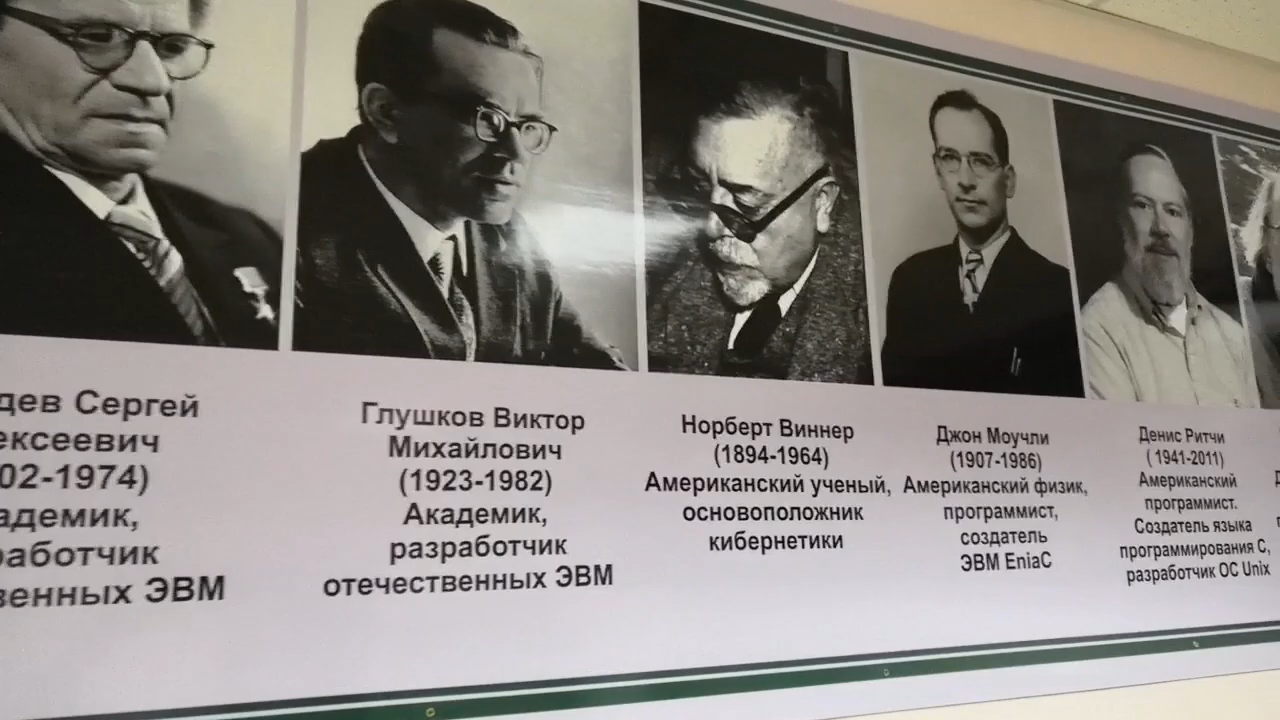 дев Сергей
ексеевич
02-1974)
адемик,
работчик
венных ЭВМ
Глушков Виктор
Михайлович
(1923-1982)
Академик,
разработчик
отечественных ЭВМ
Норберт Виннер
(1894-1964)
Американский ученый,
основоположник
кибернетики
Джон Моучли
(1907-1986)
Американский физик,
программист,
создатель
ЭВМ EniaC
Денис Ритчи
( 1941-2011)
Американский
программист.
Создатель языка
программирования С,
разработчик ОС Unix